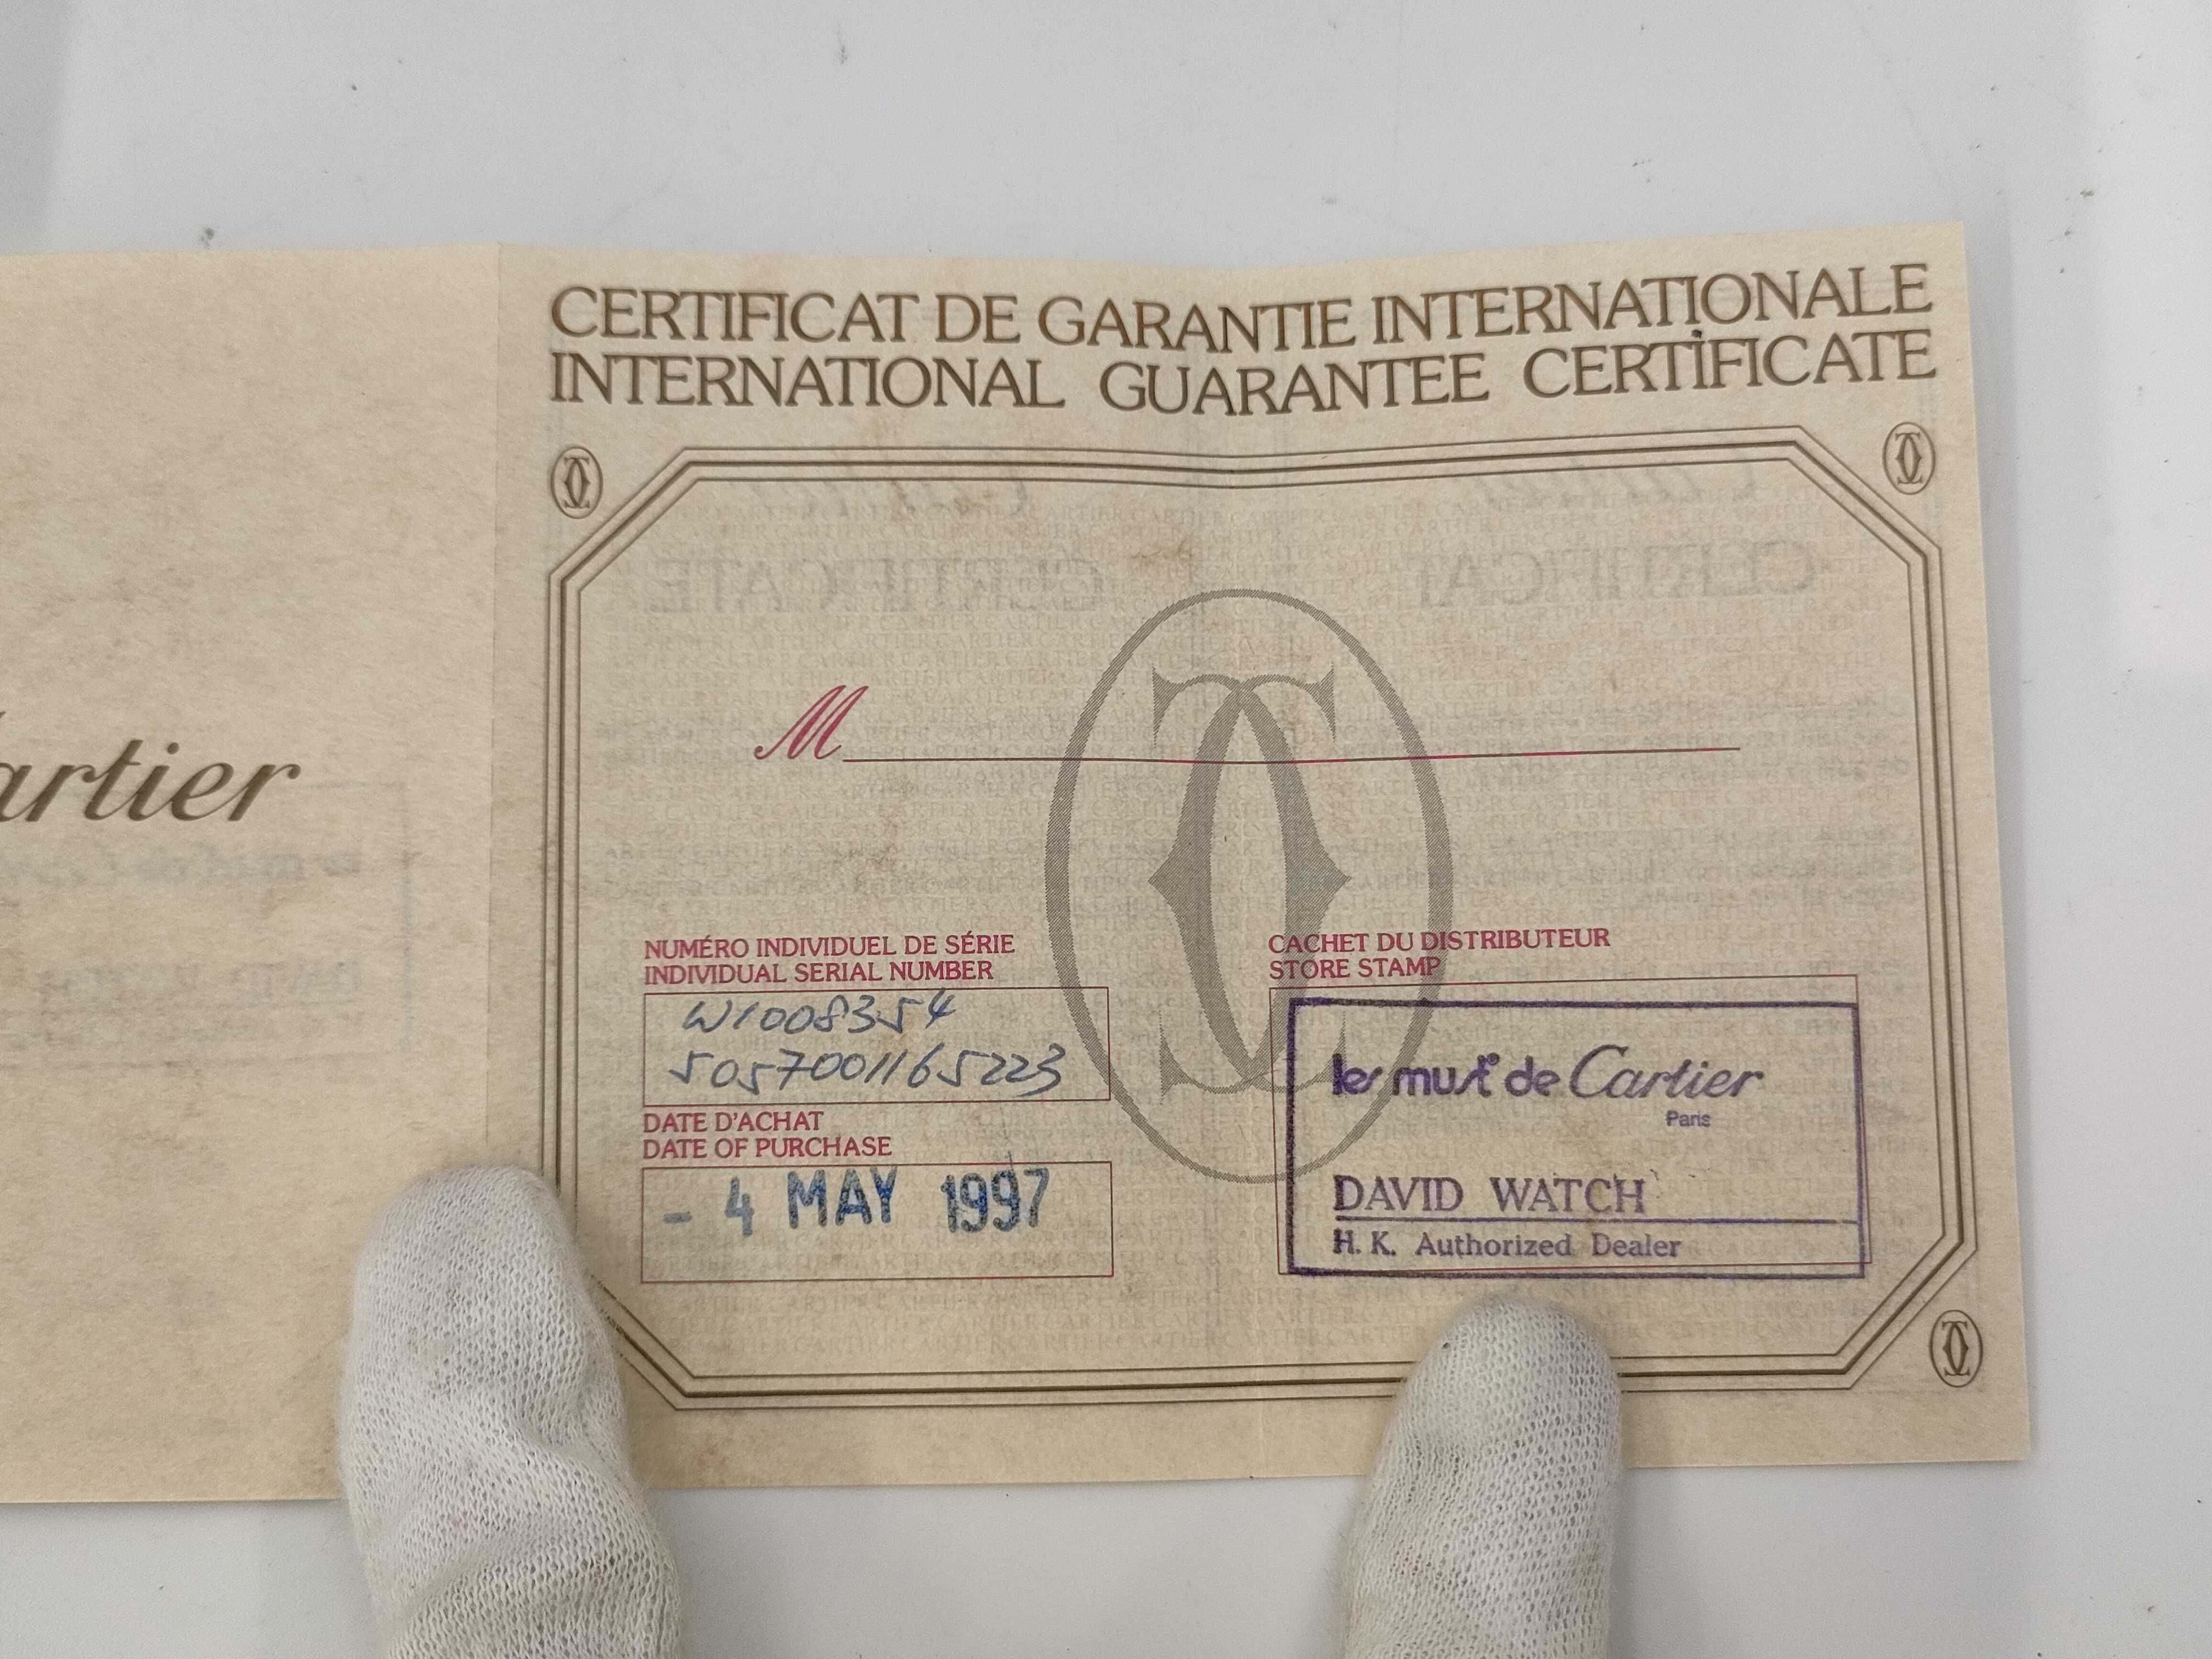 CERTIFICAT DE GARANTIE INTERNATIONALE
INTERNATIONAL GUARANTEE CERTIFICATE
artier
M
NUMÉRO INDIVIDUEL DE SÉRIE
INDIVIDUAL SERIAL NUMBER
W1008354
5057001165223
DATE D'ACHAT
DATE OF PURCHASE
- 4 MAY 1997
CACHET DU DISTRIBUTEUR
STORE STAMP
les must de Cartier
Paris
DAVID WATCH
H. K. Authorized Dealer